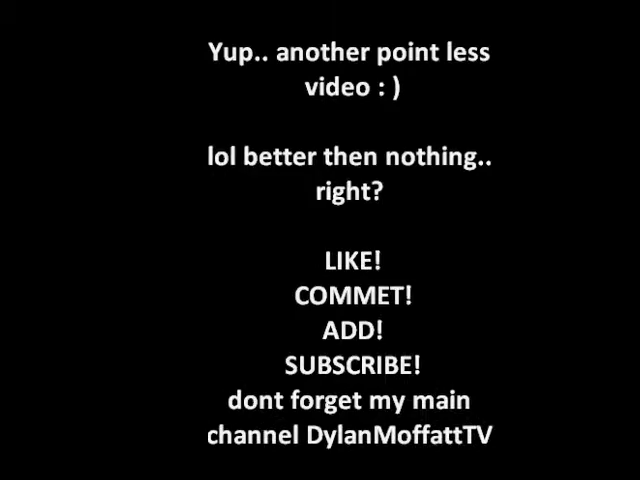 Yup.. another point less
video : )
lol better then nothing..
right?
LIKE!
COMMET!
ADD!
SUBSCRIBE!
dont forget my main
channel DylanMoffattTV